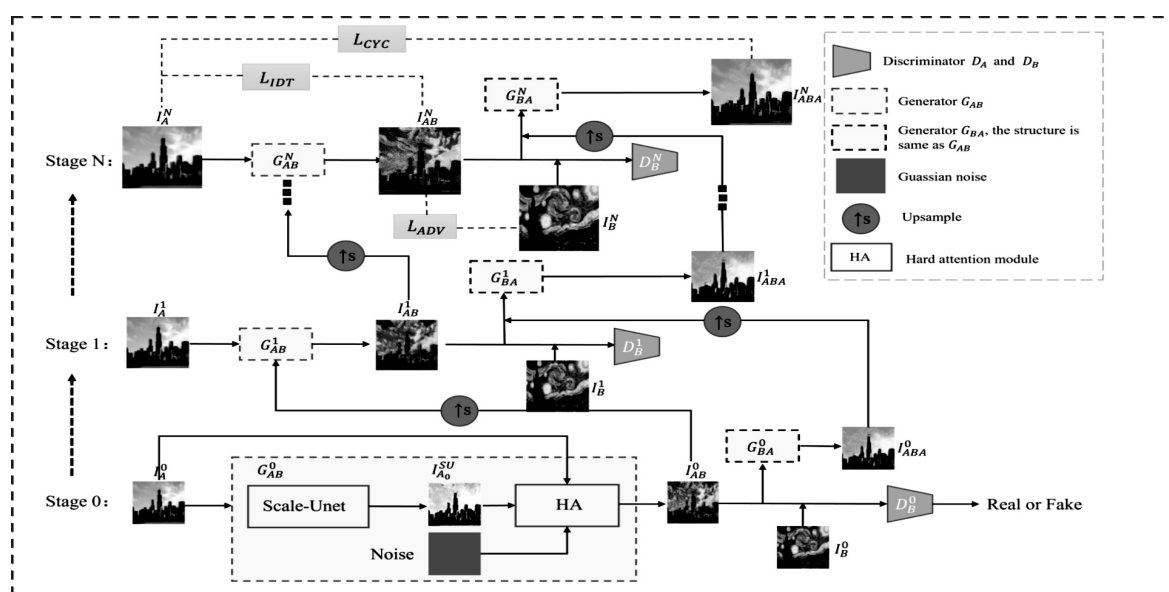 L_CYC
L_IDT
I_A^N
I_AB^N
G_BA^N
I_ABA^N
↑s
Stage N:
G_AB^N
D_B^N
L_ADV
I_B^N
↑s
G_BA^1
I_ABA^1
I_A^1
I_AB^1
↑s
Stage 1:
G_AB^1
D_B^1
I_B^1
↑s
G_BA^0
I_ABA^0
I_A^0
G_AB^0
I_{A_0}^{SU}
I_AB^0
Stage 0:
Scale-Unet
HA
D_B^0
Real or Fake
Noise
I_B^0
Discriminator D_A and D_B
Generator G_AB
Generator G_BA, the structure is
same as G_AB
Guassian noise
↑s
Upsample
HA
Hard attention module